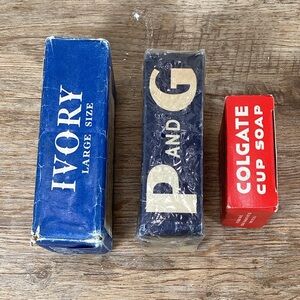 IVORY
LARGE SIZE
P AND G
COLGATE
CUP SOAP